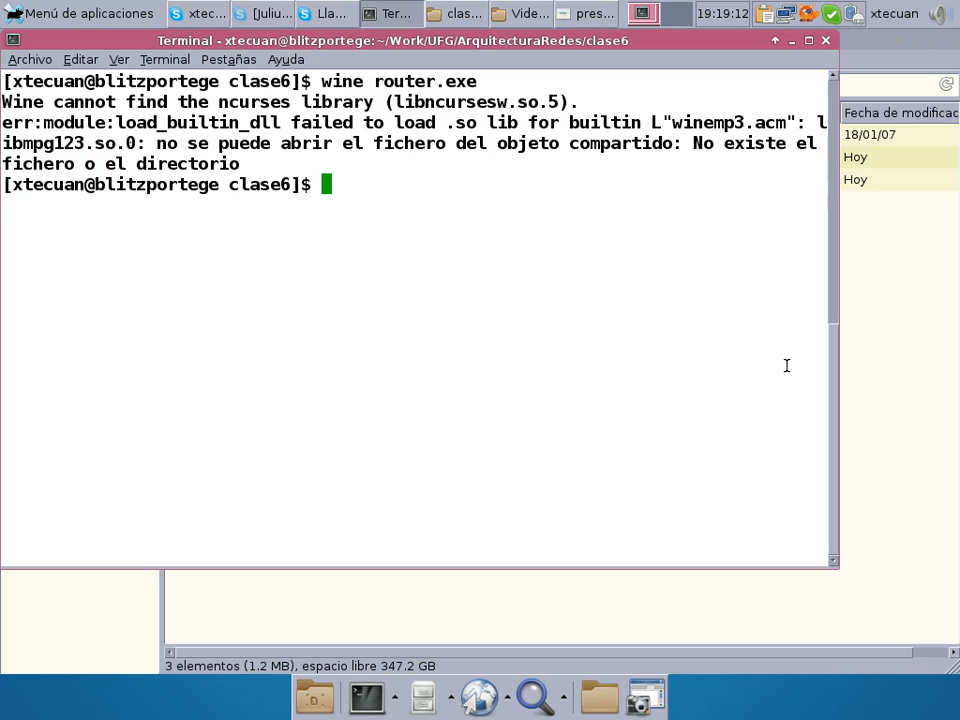 Menú de aplicaciones xtec... [Juliu... Lla... Ter... clas... Vide... pres... 19:19:12 xtecuan
Terminal - xtecuan@blitzportege:~/Work/UFG/ArquitecturaRedes/clase6
Archivo Editar Ver Terminal Pestañas Ayuda
[xtecuan@blitzportege clase6]$ wine router.exe
Wine cannot find the ncurses library (libncursesw.so.5).
err:module:load_builtin_dll failed to load .so lib for builtin L"winemp3.acm": l
ibmpg123.so.0: no se puede abrir el fichero del objeto compartido: No existe el
fichero o el directorio
[xtecuan@blitzportege clase6]$
Fecha de modificac
18/01/07
Hoy
Hoy
3 elementos (1.2 MB), espacio libre 347.2 GB